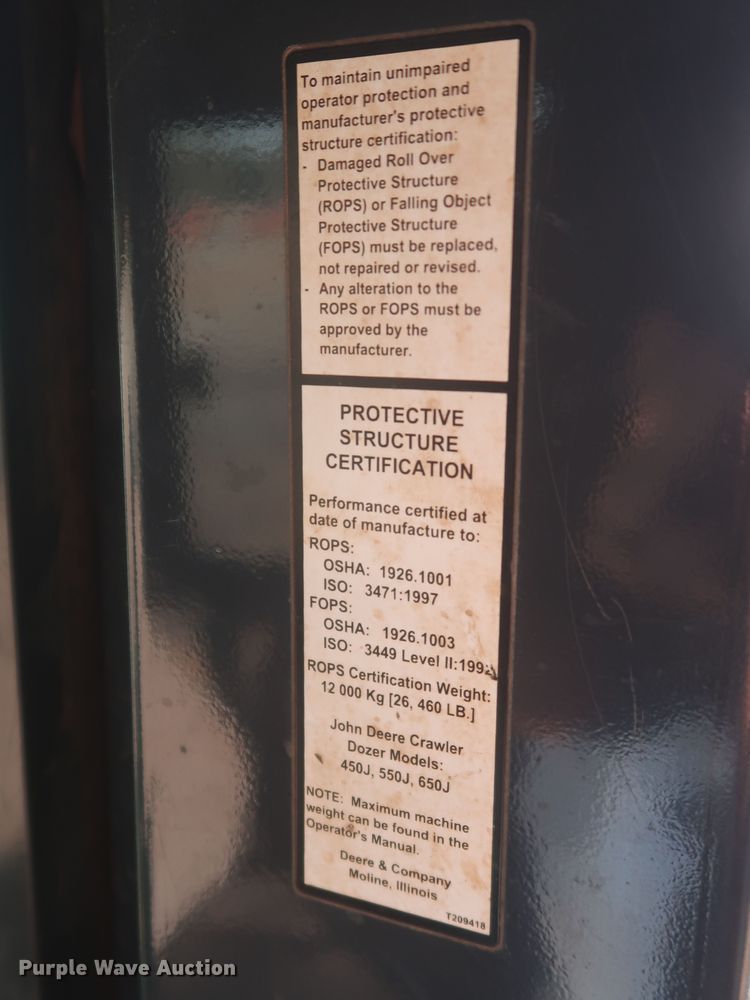 To maintain unimpaired
operator protection and
manufacturer's protective
structure certification:
- Damaged Roll Over
Protective Structure
(ROPS) or Falling Object
Protective Structure
(FOPS) must be replaced,
not repaired or revised.
- Any alteration to the
ROPS or FOPS must be
approved by the
manufacturer.
PROTECTIVE
STRUCTURE
CERTIFICATION
Performance certified at
date of manufacture to:
ROPS:
OSHA: 1926.1001
ISO: 3471:1997
FOPS:
OSHA: 1926.1003
ISO: 3449 Level II:
ROPS Certification Weight:
12 000 Kg [26, 460 LB.]
John Deere Crawler
Dozer Models:
450J, 550J, 650J
NOTE: Maximum machine
weight can be found in the
Operator's Manual.
Deere & Company
Moline, Illinois
T209418
Purple Wave Auction